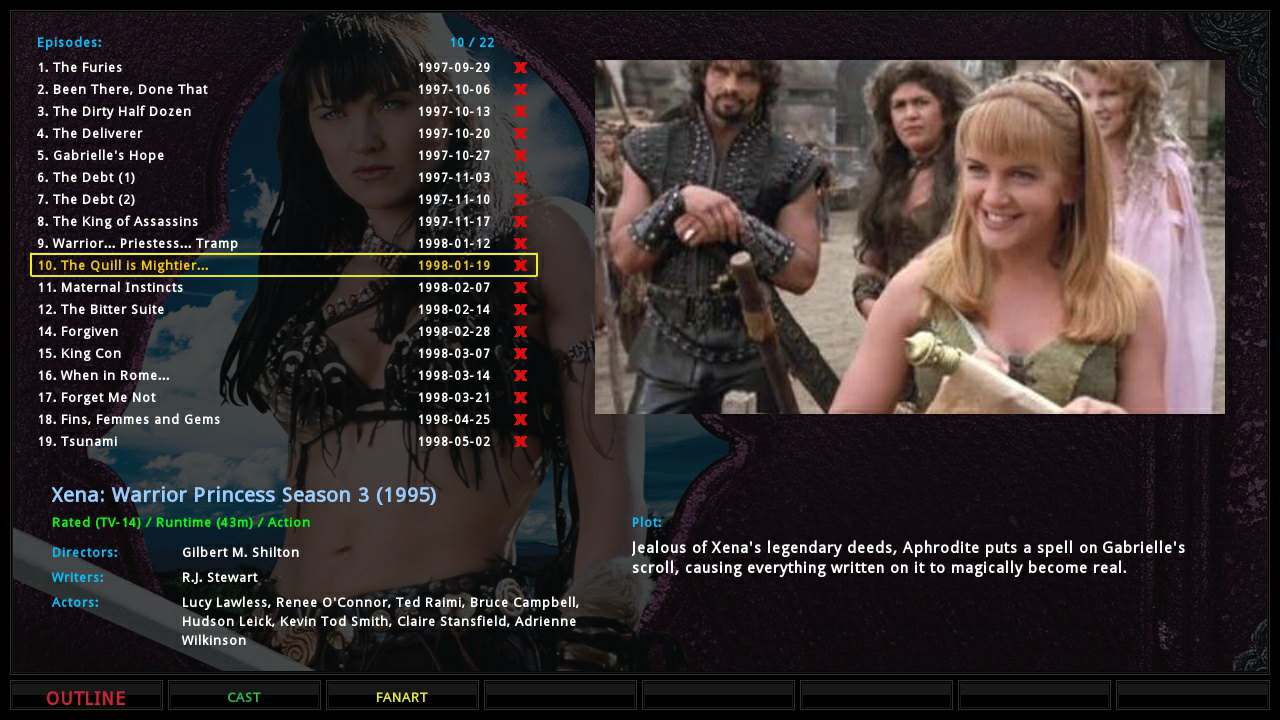 Episodes: 10 / 22
1. The Furies 1997-09-29 X
2. Been There, Done That 1997-10-06 X
3. The Dirty Half Dozen 1997-10-13 X
4. The Deliverer 1997-10-20 X
5. Gabrielle's Hope 1997-10-27 X
6. The Debt (1) 1997-11-03 X
7. The Debt (2) 1997-11-10 X
8. The King of Assassins 1997-11-17 X
9. Warrior... Priestess... Tramp 1998-01-12 X
10. The Quill is Mightier... 1998-01-19 X
11. Maternal Instincts 1998-02-07 X
12. The Bitter Suite 1998-02-14 X
14. Forgiven 1998-02-28 X
15. King Con 1998-03-07 X
16. When in Rome... 1998-03-14 X
17. Forget Me Not 1998-03-21 X
18. Fins, Femmes and Gems 1998-04-25 X
19. Tsunami 1998-05-02 X
Xena: Warrior Princess Season 3 (1995)
Rated (TV-14) / Runtime (43m) / Action
Directors: Gilbert M. Shilton
Writers: R.J. Stewart
Actors: Lucy Lawless, Renee O'Connor, Ted Raimi, Bruce Campbell,
Hudson Leick, Kevin Tod Smith, Claire Stansfield, Adrienne
Wilkinson
Plot:
Jealous of Xena's legendary deeds, Aphrodite puts a spell on Gabrielle's
scroll, causing everything written on it to magically become real.
OUTLINE CAST FANART